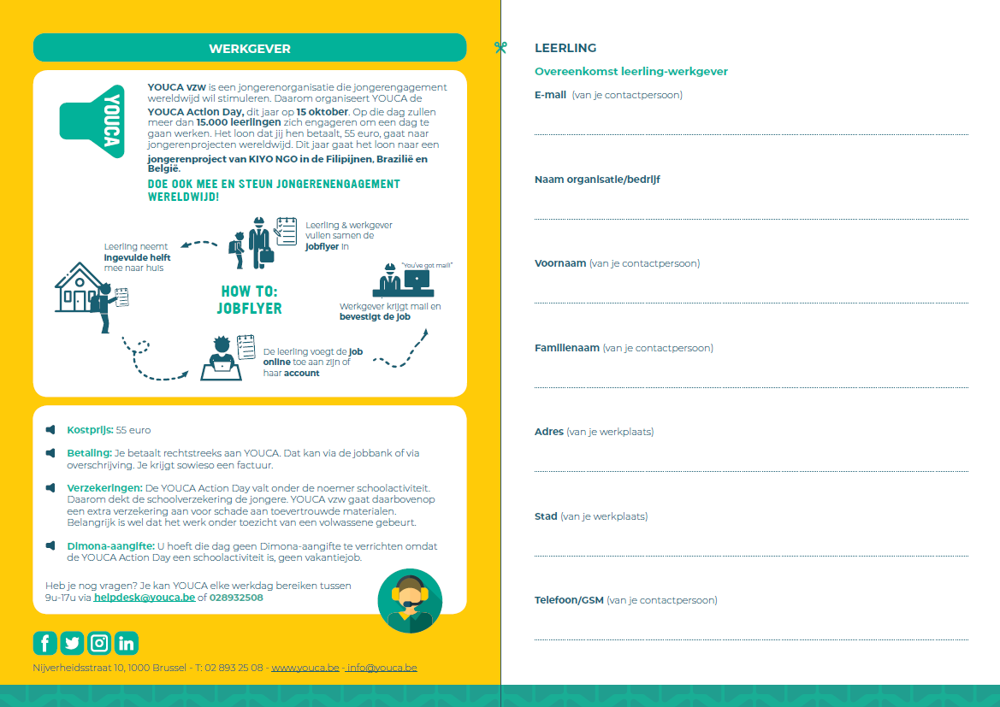 WERKGEVER
YOUCA
YOUCA vzw is een jongerenorganisatie die jongerengagement
wereldwijd wil stimuleren. Daarom organiseert YOUCA de
YOUCA Action Day, dit jaar op 15 oktober. Op die dag zullen
meer dan 15.000 leerlingen zich engageren om een dag te
gaan werken. Het loon dat jij hen betaalt, 55 euro, gaat naar
jongerenprojecten wereldwijd. Dit jaar gaat het loon naar een
jongerenproject van KIYO NGO in de Filipijnen, Brazilië en
België.
DOE OOK MEE EN STEUN JONGERENENGAGEMENT
WERELDWIJD!
Leerling & werkgever
vullen samen de
jobflyer in
Leerling neemt
ingevulde helft
mee naar huis
"You've got mail!"
HOW TO:
JOBFLYER
Werkgever krijgt mail en
bevestigt de job
De leerling voegt de job
online toe aan zijn of
haar account
Kostprijs: 55 euro
Betaling: Je betaalt rechtstreeks aan YOUCA. Dat kan via de jobbank of via
overschrijving. Je krijgt sowieso een factuur.
Verzekeringen: De YOUCA Action Day valt onder de noemer schoolactiviteit.
Daarom dekt de schoolverzekering de jongere. YOUCA vzw gaat daarbovenop
een extra verzekering aan voor schade aan toevertrouwde materialen.
Belangrijk is wel dat het werk onder toezicht van een volwassene gebeurt.
Dimona-aangifte: U hoeft die dag geen Dimona-aangifte te verrichten omdat
de YOUCA Action Day een schoolactiviteit is, geen vakantiejob.
Heb je nog vragen? Je kan YOUCA elke werkdag bereiken tussen
9u-17u via helpdesk@youca.be of 028932508
Nijverheidsstraat 10, 1000 Brussel - T: 02 893 25 08 - www.youca.be - info@youca.be
LEERLING
Overeenkomst leerling-werkgever
E-mail (van je contactpersoon)
Naam organisatie/bedrijf
Voornaam (van je contactpersoon)
Familienaam (van je contactpersoon)
Adres (van je werkplaats)
Stad (van je werkplaats)
Telefoon/GSM (van je contactpersoon)